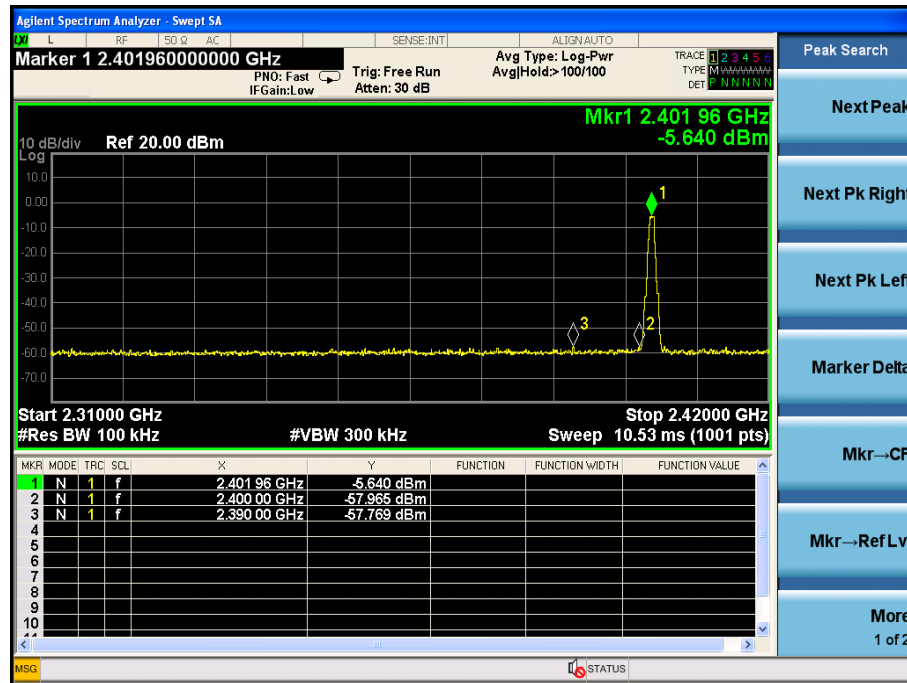 Agilent Spectrum Analyzer - Swept SA
LXI L RF 50 Ω AC SENSE:INT ALIGN AUTO
Marker 1 2.401960000000 GHz
PNO: Fast
IFGain:Low
Trig: Free Run
Atten: 30 dB
Avg Type: Log-Pwr
Avg|Hold:>100/100
TRACE 1 2 3 4 5 6
TYPE M
DET P N N N N N
Mkr1 2.401 96 GHz
-5.640 dBm
10 dB/div Ref 20.00 dBm
Log
10.0
0.00
-10.0
-20.0
-30.0
-40.0
-50.0
-60.0
-70.0
1
2
3
Start 2.31000 GHz Stop 2.42000 GHz
#Res BW 100 kHz #VBW 300 kHz Sweep 10.53 ms (1001 pts)
MKR MODE TRC SCL X Y FUNCTION FUNCTION WIDTH FUNCTION VALUE
1 N 1 f 2.401 96 GHz -5.640 dBm
2 N 1 f 2.400 00 GHz -57.965 dBm
3 N 1 f 2.390 00 GHz -57.769 dBm
4
5
6
7
8
9
10
MSG STATUS
Peak Search
Next Peak
Next Pk Right
Next Pk Left
Marker Delta
Mkr→CF
Mkr→Ref Lv
More
1 of 2